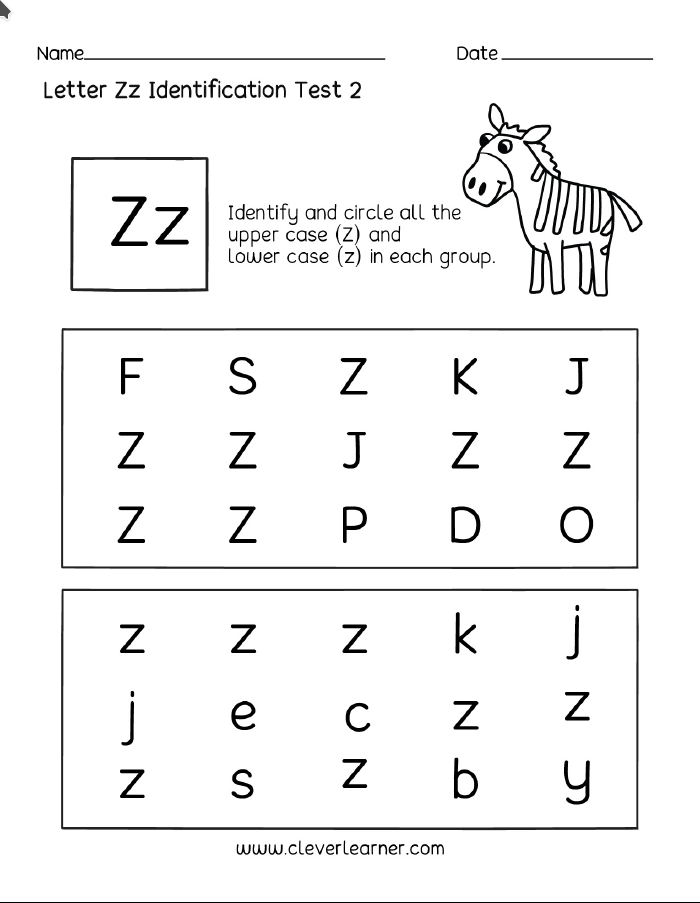 Name Date
Letter Zz Identification Test 2
Zz
Identify and circle all the
upper case (Z) and
lower case (z) in each group.
F S Z K J
Z Z J Z Z
Z Z P D O
z z z k j
j e c z z
z s z b y
www.cleverlearner.com